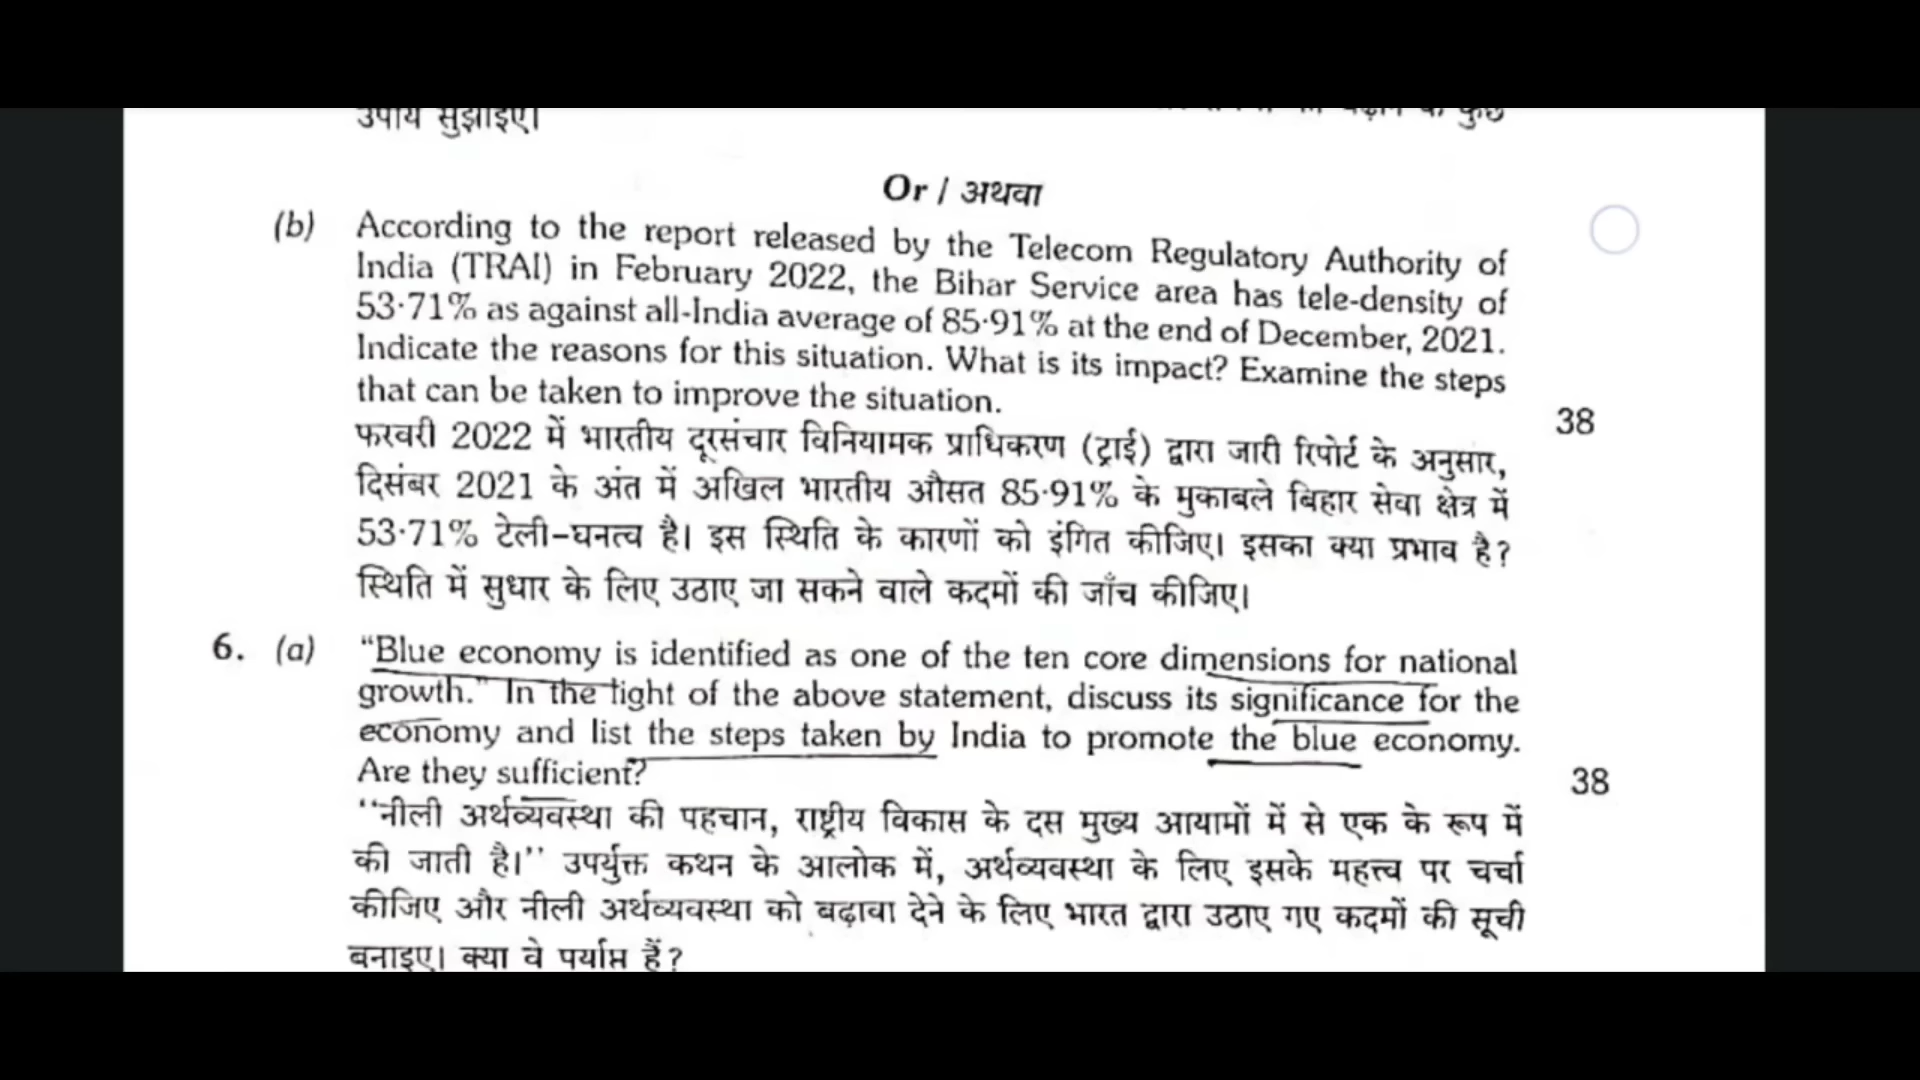 उपाय सुझाइए।
कुछ
Or / अथवा
(b) According to the report released by the Telecom Regulatory Authority of
India (TRAI) in February 2022, the Bihar Service area has tele-density of
53·71% as against all-India average of 85·91% at the end of December, 2021.
Indicate the reasons for this situation. What is its impact? Examine the steps
that can be taken to improve the situation.
38
फरवरी 2022 में भारतीय दूरसंचार विनियामक प्राधिकरण (ट्राई) द्वारा जारी रिपोर्ट के अनुसार,
दिसंबर 2021 के अंत में अखिल भारतीय औसत 85·91% के मुकाबले बिहार सेवा क्षेत्र में
53·71% टेली-घनत्व है। इस स्थिति के कारणों को इंगित कीजिए। इसका क्या प्रभाव है?
स्थिति में सुधार के लिए उठाए जा सकने वाले कदमों की जाँच कीजिए।
6. (a) “Blue economy is identified as one of the ten core dimensions for national
growth.” In the light of the above statement, discuss its significance for the
economy and list the steps taken by India to promote the blue economy.
Are they sufficient?
38
‘‘नीली अर्थव्यवस्था की पहचान, राष्ट्रीय विकास के दस मुख्य आयामों में से एक के रूप में
की जाती है।’’ उपर्युक्त कथन के आलोक में, अर्थव्यवस्था के लिए इसके महत्त्व पर चर्चा
कीजिए और नीली अर्थव्यवस्था को बढ़ावा देने के लिए भारत द्वारा उठाए गए कदमों की सूची
बनाइए। क्या वे पर्याप्त हैं?